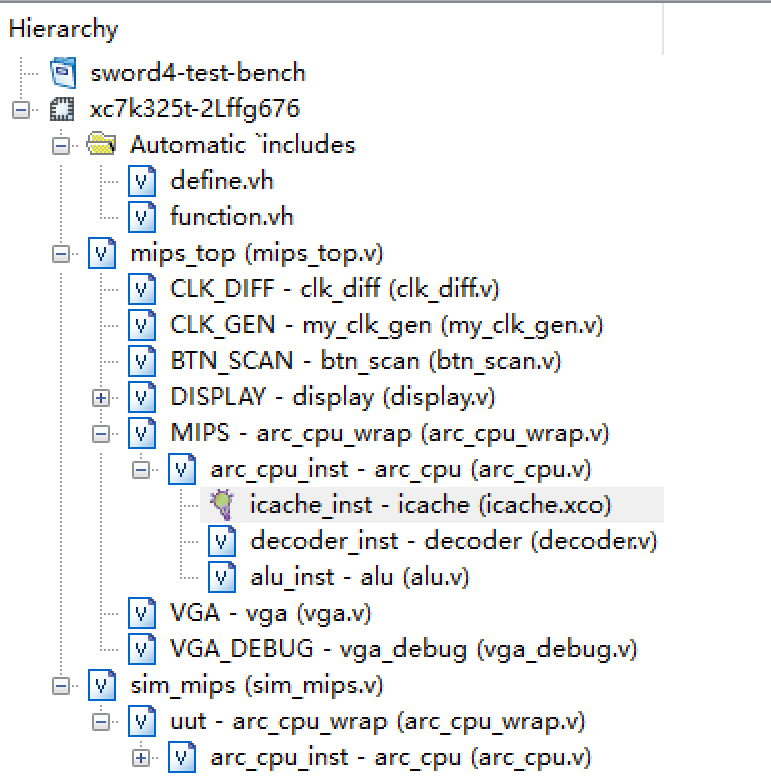 Hierarchy
sword4-test-bench
xc7k325t-2Lffg676
Automatic `includes
define.vh
function.vh
mips_top (mips_top.v)
CLK_DIFF - clk_diff (clk_diff.v)
CLK_GEN - my_clk_gen (my_clk_gen.v)
BTN_SCAN - btn_scan (btn_scan.v)
DISPLAY - display (display.v)
MIPS - arc_cpu_wrap (arc_cpu_wrap.v)
arc_cpu_inst - arc_cpu (arc_cpu.v)
icache_inst - icache (icache.xco)
decoder_inst - decoder (decoder.v)
alu_inst - alu (alu.v)
VGA - vga (vga.v)
VGA_DEBUG - vga_debug (vga_debug.v)
sim_mips (sim_mips.v)
uut - arc_cpu_wrap (arc_cpu_wrap.v)
arc_cpu_inst - arc_cpu (arc_cpu.v)